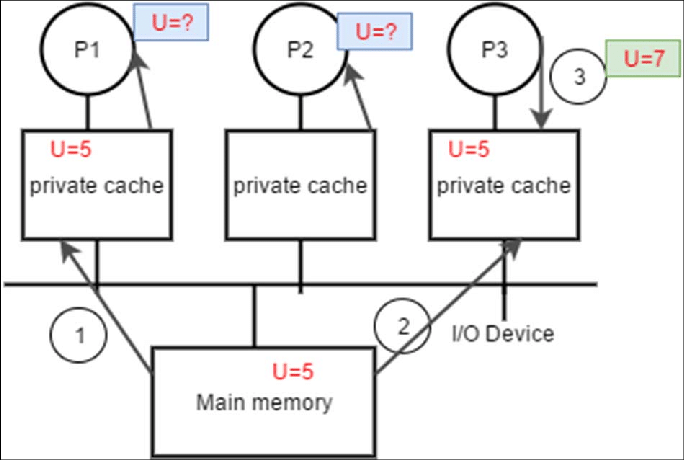 U=?
P1
U=?
P2
P3
3
U=7
U=5
private cache
private cache
U=5
private cache
1
2
I/O Device
U=5
Main memory